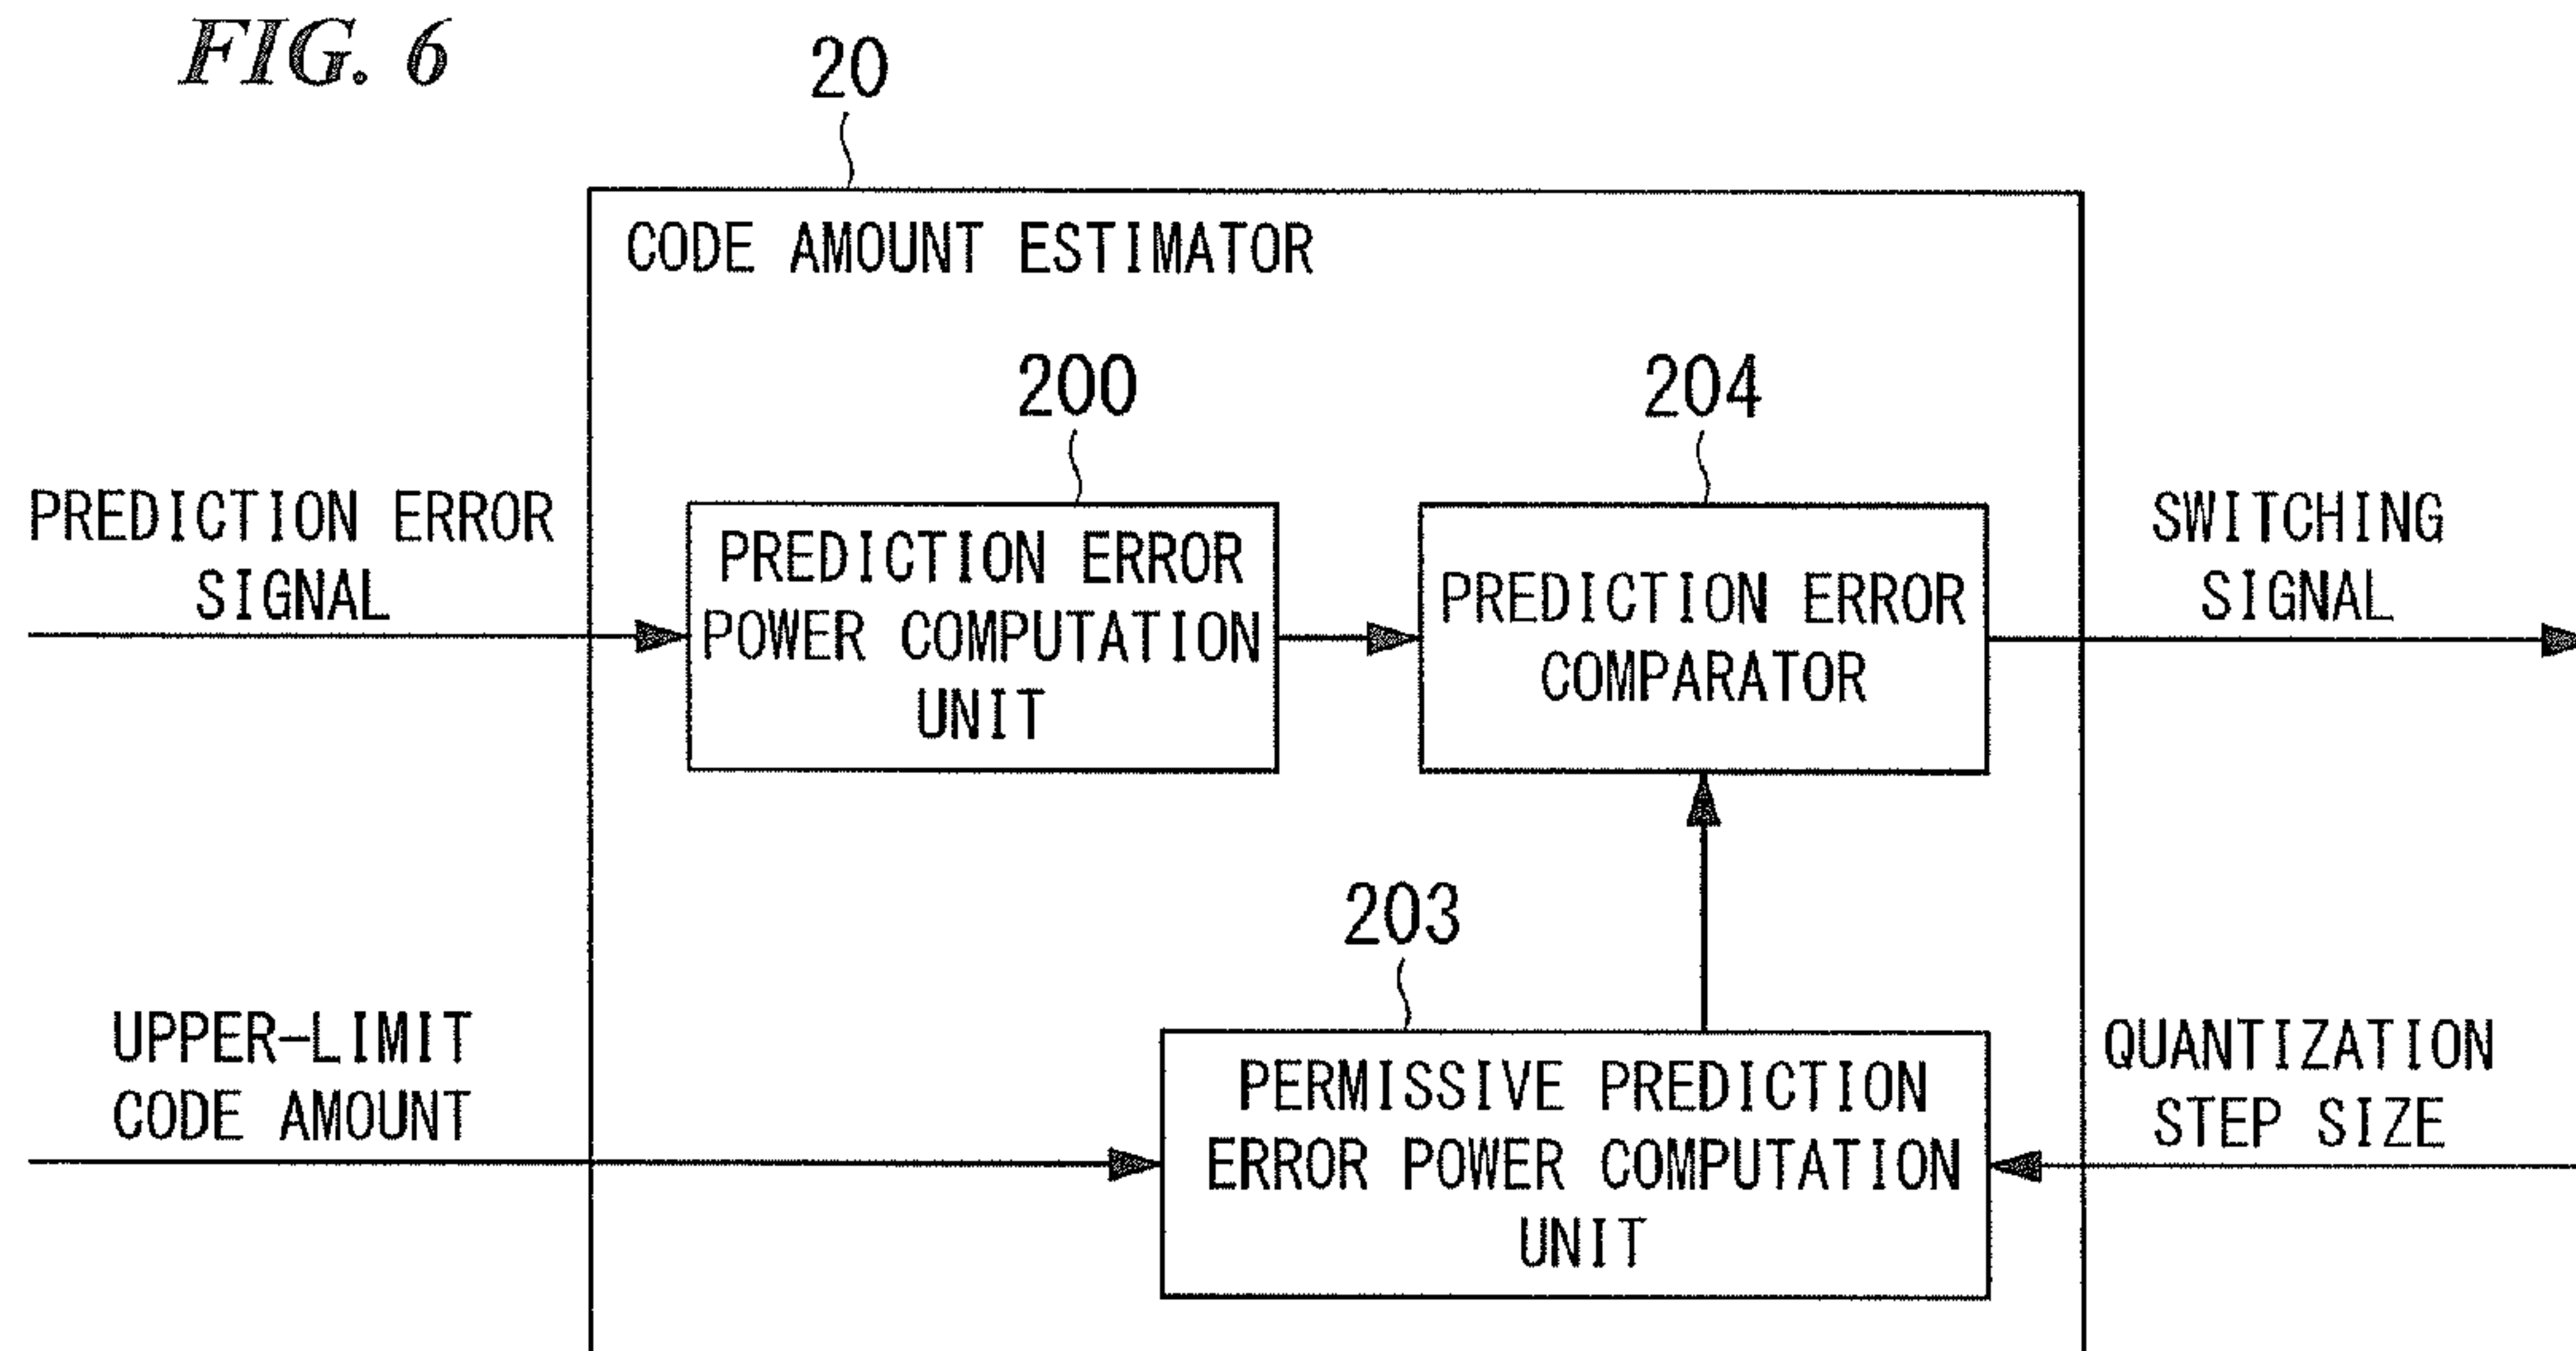 FIG. 6
20
CODE AMOUNT ESTIMATOR
200
204
PREDICTION ERROR
SIGNAL
PREDICTION ERROR
POWER COMPUTATION
UNIT
PREDICTION ERROR
COMPARATOR
SWITCHING
SIGNAL
203
UPPER-LIMIT
CODE AMOUNT
PERMISSIVE PREDICTION
ERROR POWER COMPUTATION
UNIT
QUANTIZATION
STEP SIZE